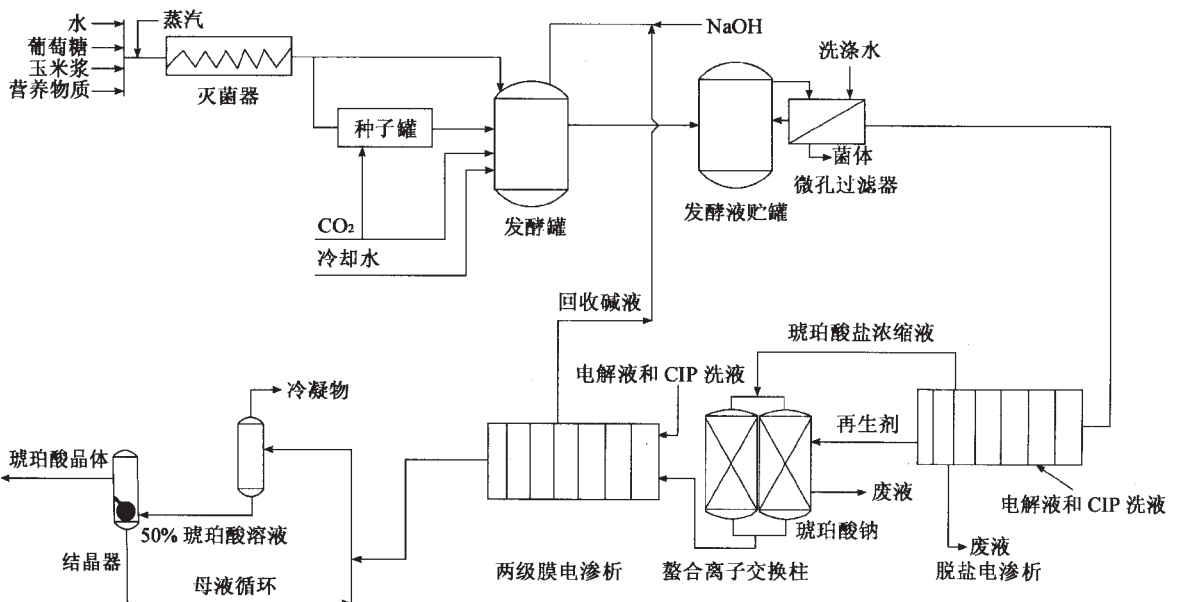 水
蒸汽
葡萄糖
玉米浆
营养物质
灭菌器
NaOH
洗涤水
种子罐
菌体
微孔过滤器
发酵罐
发酵液贮罐
CO₂
冷却水
回收碱液
琥珀酸盐浓缩液
电解液和 CIP 洗液
冷凝物
再生剂
琥珀酸晶体
废液
电解液和 CIP 洗液
50% 琥珀酸溶液
琥珀酸钠
废液
结晶器
两级膜电渗析
螯合离子交换柱
脱盐电渗析
母液循环